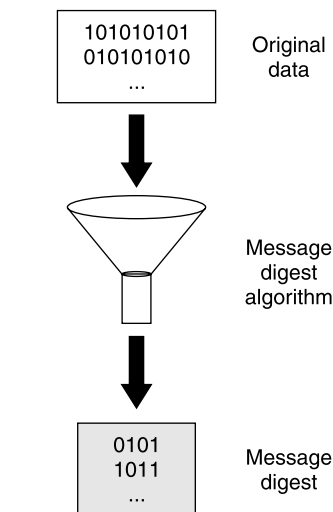 101010101
010101010
...
Original
data
Message
digest
algorithm
0101
1011
...
Message
digest